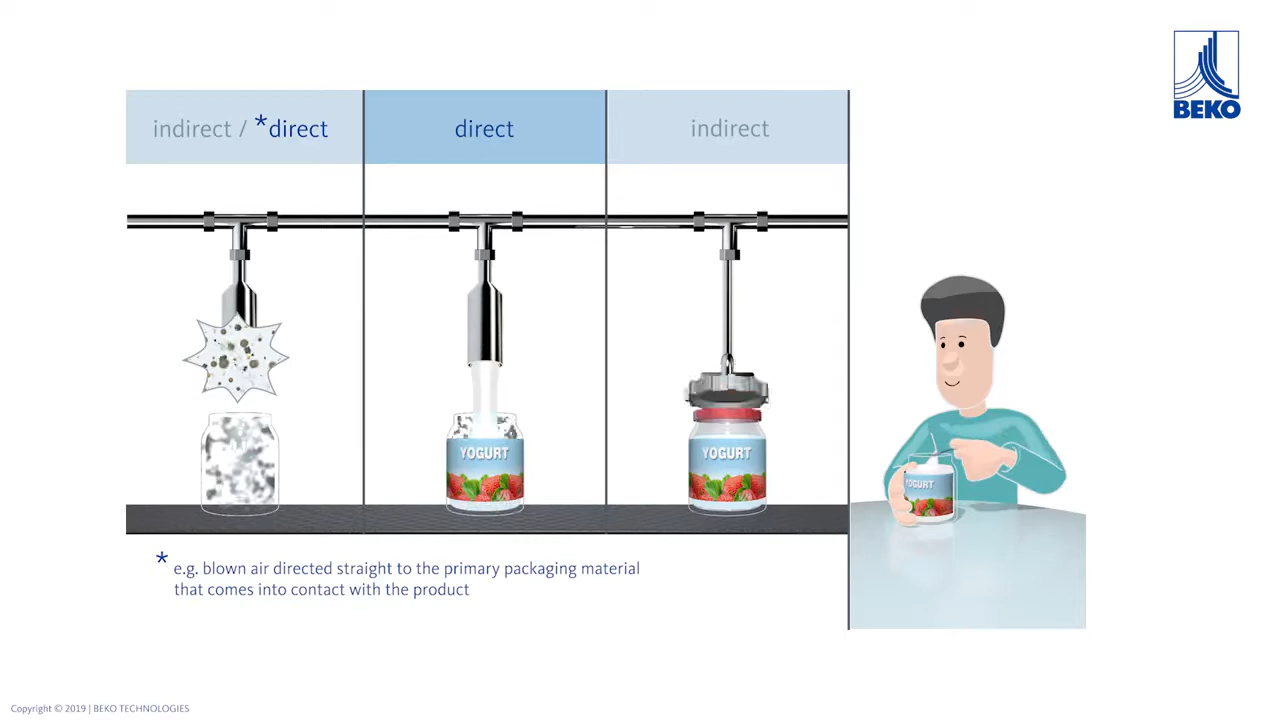 BEKO
indirect / *direct
direct
indirect
YOGURT
YOGURT
YOGURT
* e.g. blown air directed straight to the primary packaging material
that comes into contact with the product
Copyright © 2019 | BEKO TECHNOLOGIES